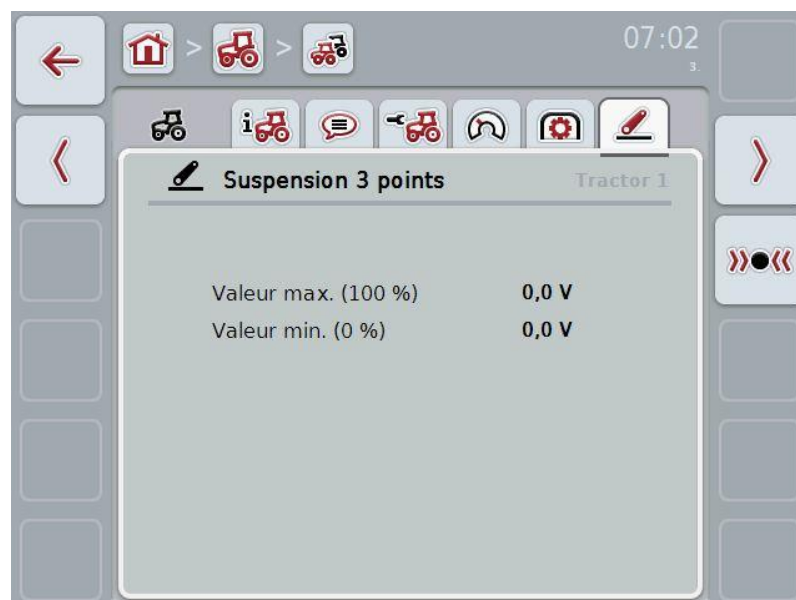 07:02
3.
Suspension 3 points Tractor 1
Valeur max. (100 %) 0,0 V
Valeur min. (0 %) 0,0 V